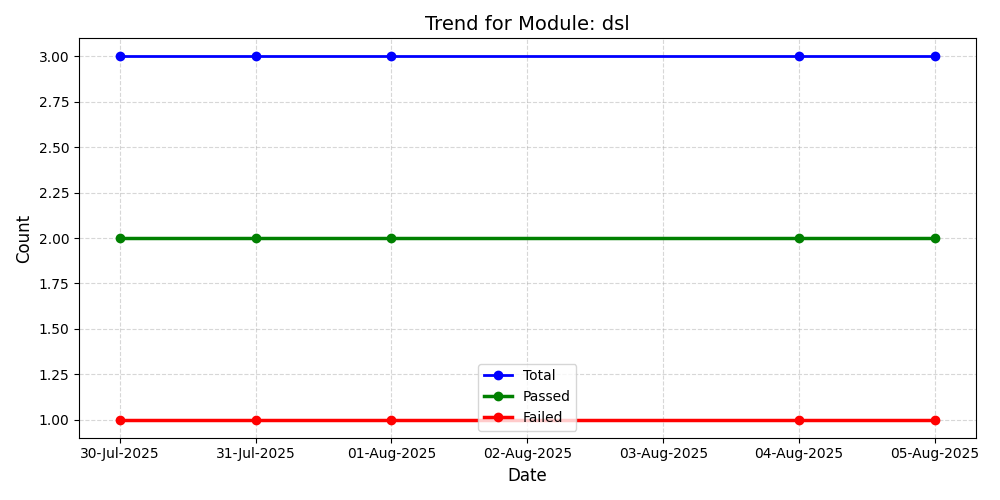 Trend for Module: dsl
Count
3.00
2.75
2.50
2.25
2.00
1.75
1.50
1.25
1.00
Total
Passed
Failed
30-Jul-2025 31-Jul-2025 01-Aug-2025 02-Aug-2025 03-Aug-2025 04-Aug-2025 05-Aug-2025
Date